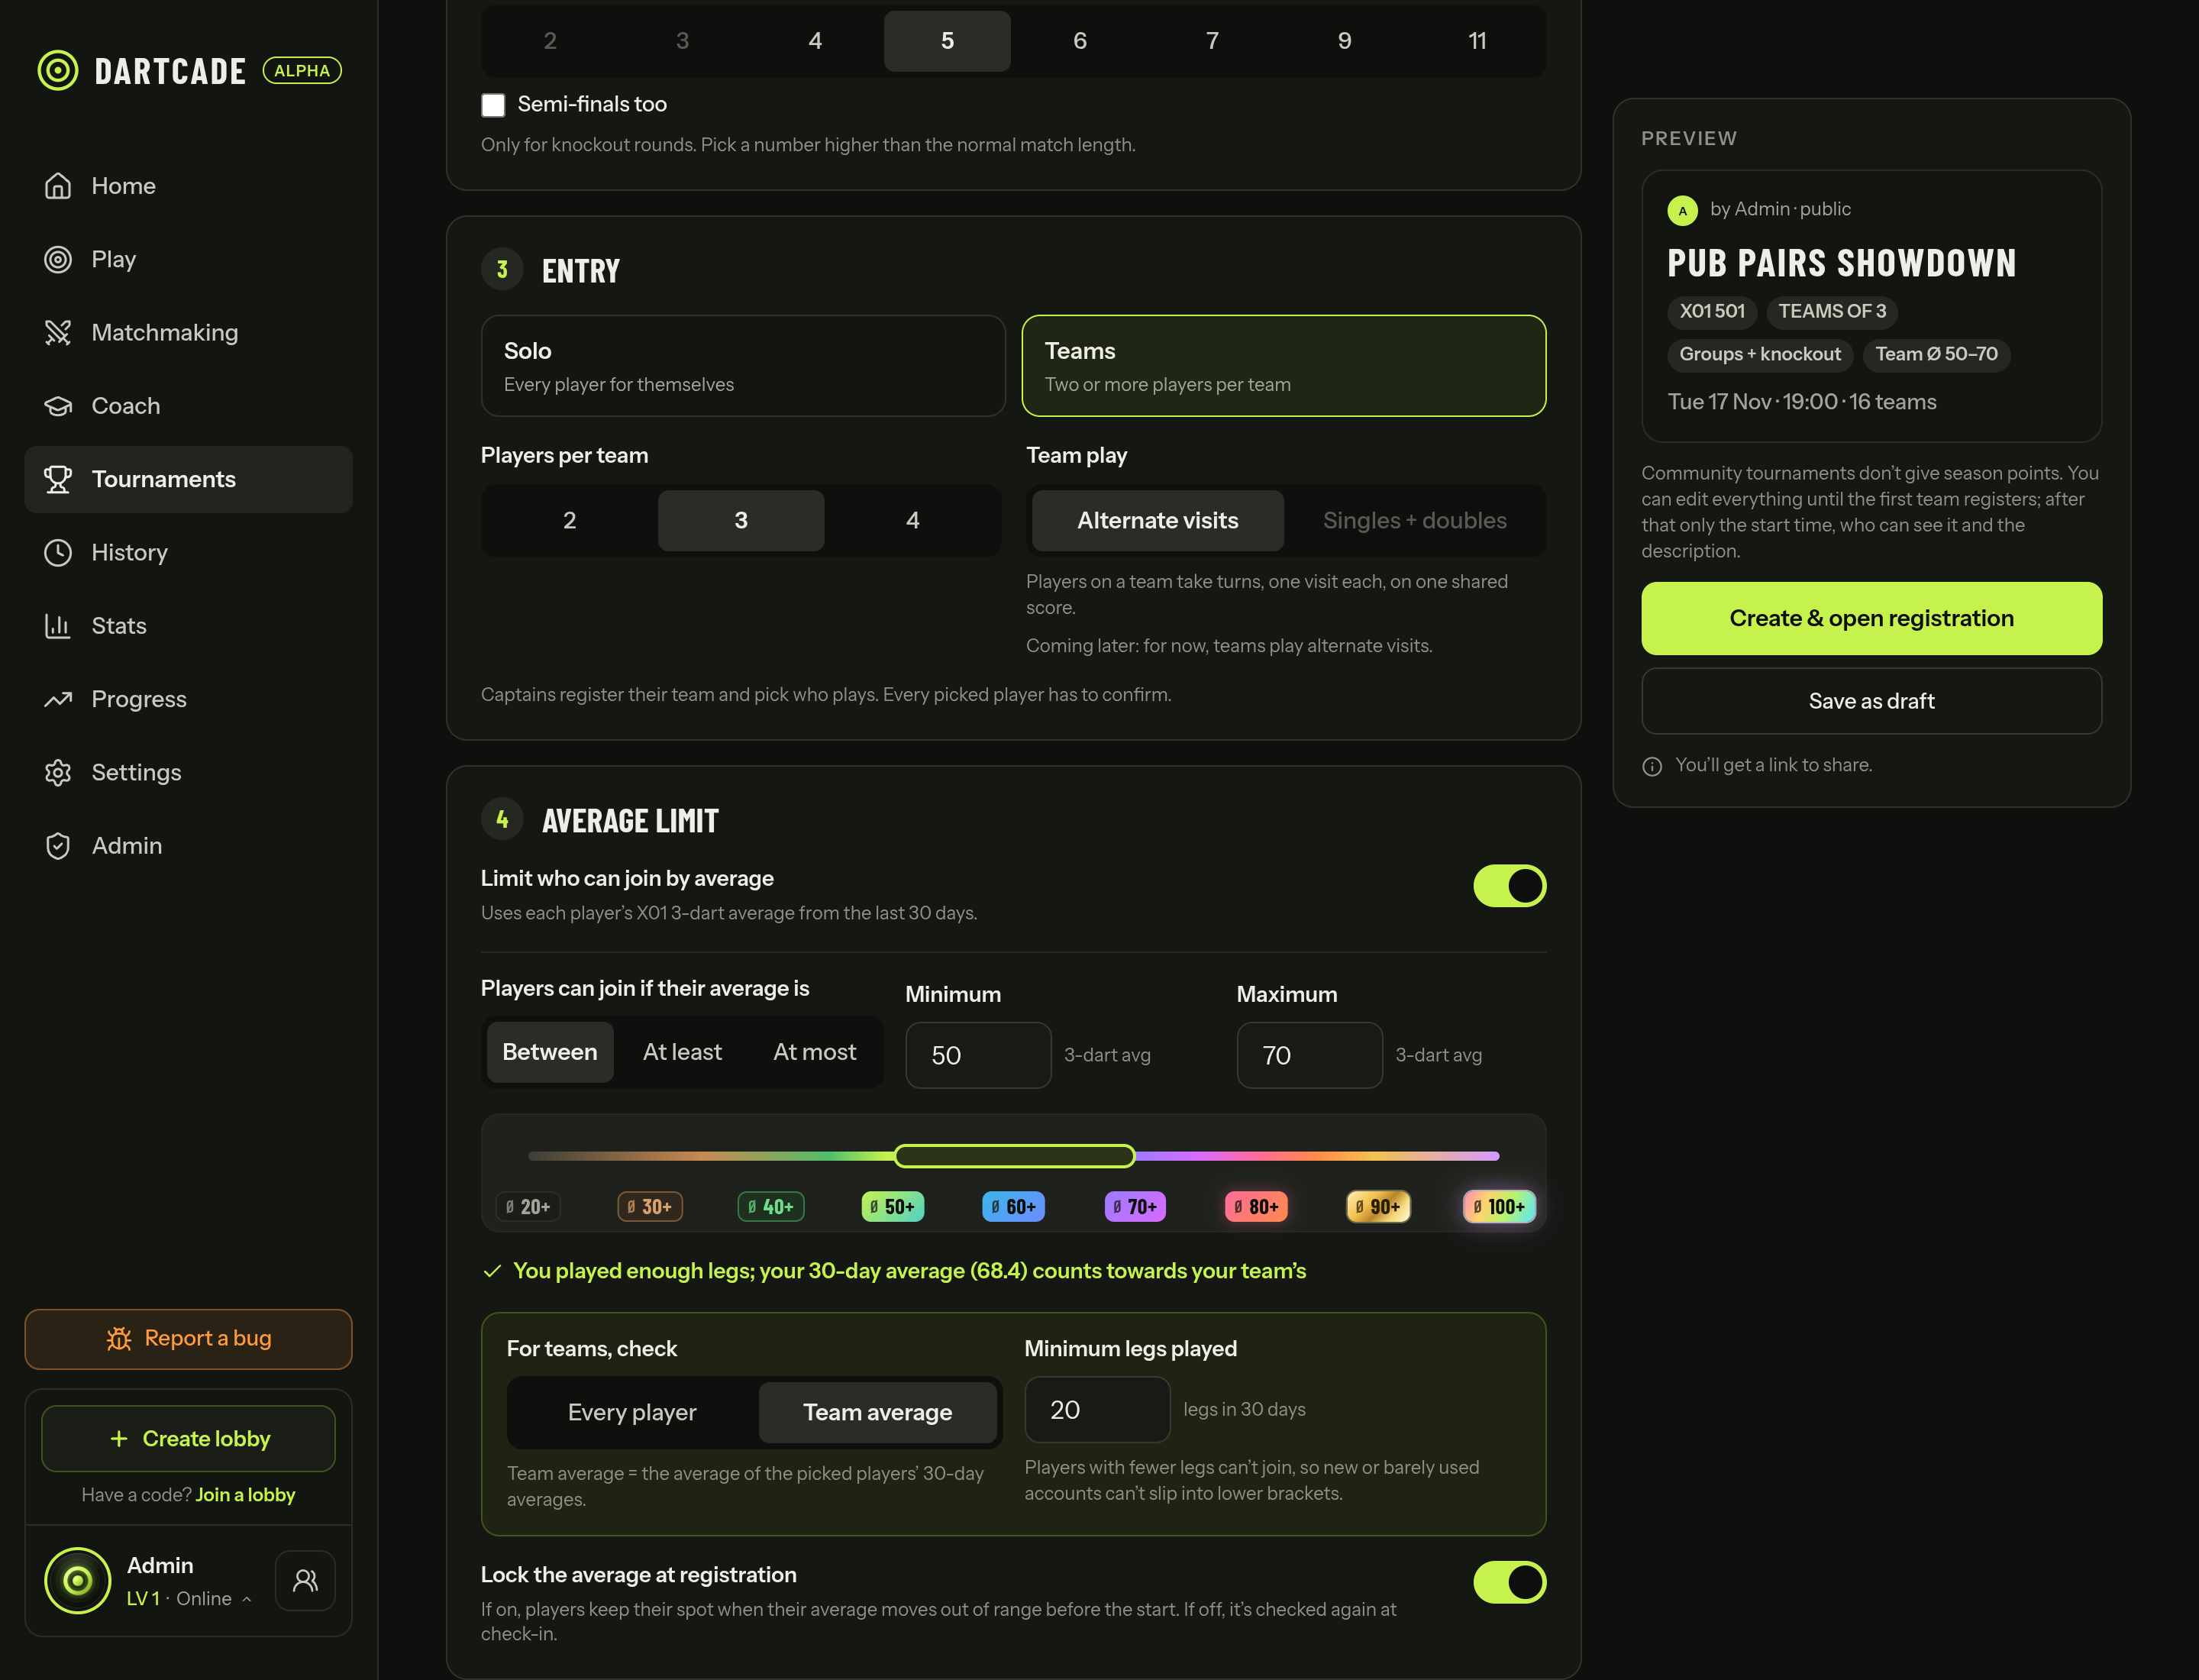 DARTCADE ALPHA
Home
Play
Matchmaking
Coach
Tournaments
History
Stats
Progress
Settings
Admin
Report a bug
Create lobby
Have a code? Join a lobby
Admin
LV 1 · Online
2 3 4 5 6 7 9 11
Semi-finals too
Only for knockout rounds. Pick a number higher than the normal match length.
3 ENTRY
Solo
Every player for themselves
Teams
Two or more players per team
Players per team
2 3 4
Team play
Alternate visits Singles + doubles
Players on a team take turns, one visit each, on one shared
score.
Coming later: for now, teams play alternate visits.
Captains register their team and pick who plays. Every picked player has to confirm.
4 AVERAGE LIMIT
Limit who can join by average
Uses each player’s X01 3-dart average from the last 30 days.
Players can join if their average is
Between At least At most
Minimum
50 3-dart avg
Maximum
70 3-dart avg
Ø 20+ Ø 30+ Ø 40+ Ø 50+ Ø 60+ Ø 70+ Ø 80+ Ø 90+ Ø 100+
You played enough legs; your 30-day average (68.4) counts towards your team’s
For teams, check
Every player Team average
Team average = the average of the picked players’ 30-day
averages.
Minimum legs played
20 legs in 30 days
Players with fewer legs can’t join, so new or barely used
accounts can’t slip into lower brackets.
Lock the average at registration
If on, players keep their spot when their average moves out of range before the start. If off, it’s checked again at
check-in.
PREVIEW
A by Admin · public
PUB PAIRS SHOWDOWN
X01 501 TEAMS OF 3
Groups + knockout Team Ø 50–70
Tue 17 Nov · 19:00 · 16 teams
Community tournaments don’t give season points. You
can edit everything until the first team registers; after
that only the start time, who can see it and the
description.
Create & open registration
Save as draft
You’ll get a link to share.